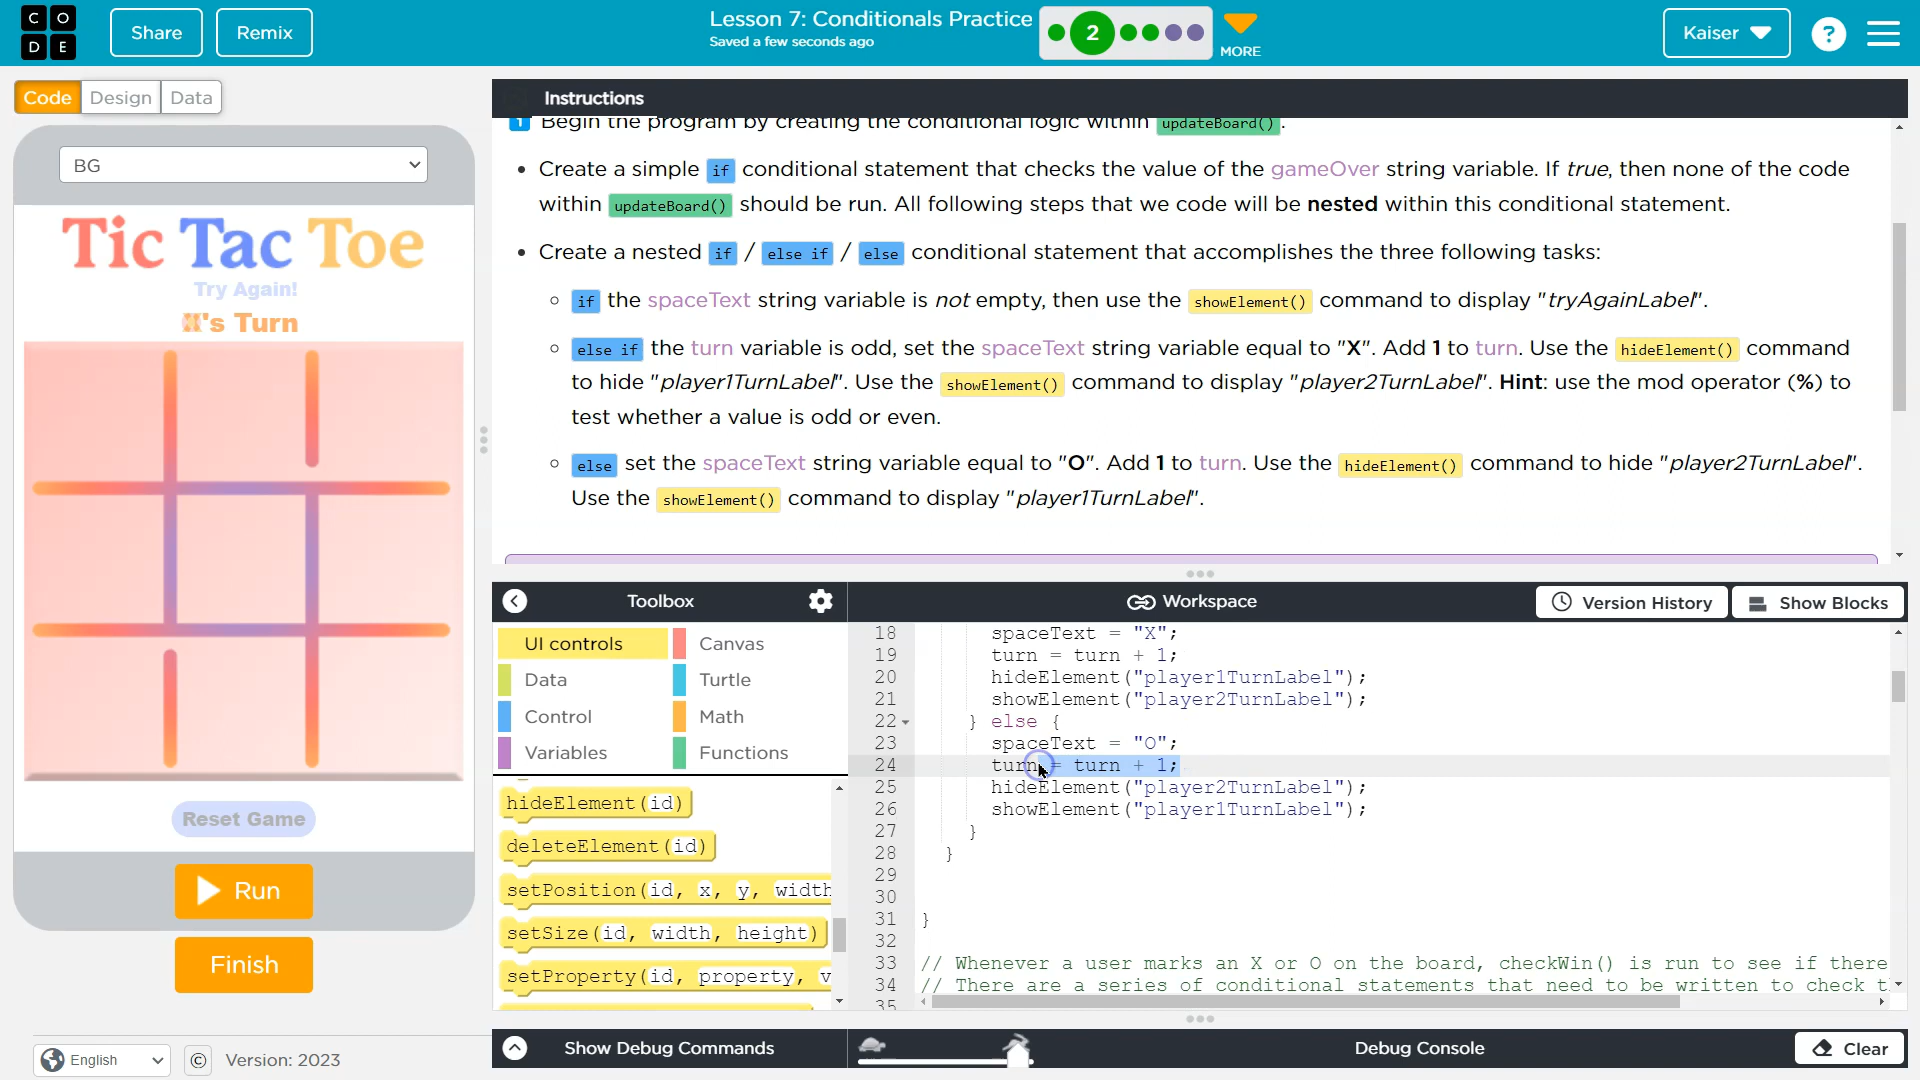 C O
D E
Share
Remix
Lesson 7: Conditionals Practice
Saved a few seconds ago
2
MORE
Kaiser
?
Code
Design
Data
Instructions
BG
Tic Tac Toe
Try Again!
's Turn
Reset Game
Run
Finish
1 Begin the program by creating the conditional logic within updateBoard().
• Create a simple if conditional statement that checks the value of the gameOver string variable. If true, then none of the code
within updateBoard() should be run. All following steps that we code will be nested within this conditional statement.
• Create a nested if / else if / else conditional statement that accomplishes the three following tasks:
if the spaceText string variable is not empty, then use the showElement() command to display "tryAgainLabel".
else if the turn variable is odd, set the spaceText string variable equal to "X". Add 1 to turn. Use the hideElement() command
to hide "player1TurnLabel". Use the showElement() command to display "player2TurnLabel". Hint: use the mod operator (%) to
test whether a value is odd or even.
else set the spaceText string variable equal to "O". Add 1 to turn. Use the hideElement() command to hide "player2TurnLabel".
Use the showElement() command to display "player1TurnLabel".
Toolbox
Workspace
Version History
Show Blocks
UI controls
Canvas
Data
Turtle
Control
Math
Variables
Functions
hideElement(id)
deleteElement(id)
setPosition(id, x, y, width
setSize(id, width, height)
setProperty(id, property, v
18 spaceText = "X";
19 turn = turn + 1;
20 hideElement("player1TurnLabel");
21 showElement("player2TurnLabel");
22 } else {
23 spaceText = "O";
24 turn = turn + 1;
25 hideElement("player2TurnLabel");
26 showElement("player1TurnLabel");
27 }
28 }
29
30
31 }
32
33 // Whenever a user marks an X or O on the board, checkWin() is run to see if there
34 // There are a series of conditional statements that need to be written to check t
35
English
©
Version: 2023
Show Debug Commands
Debug Console
Clear